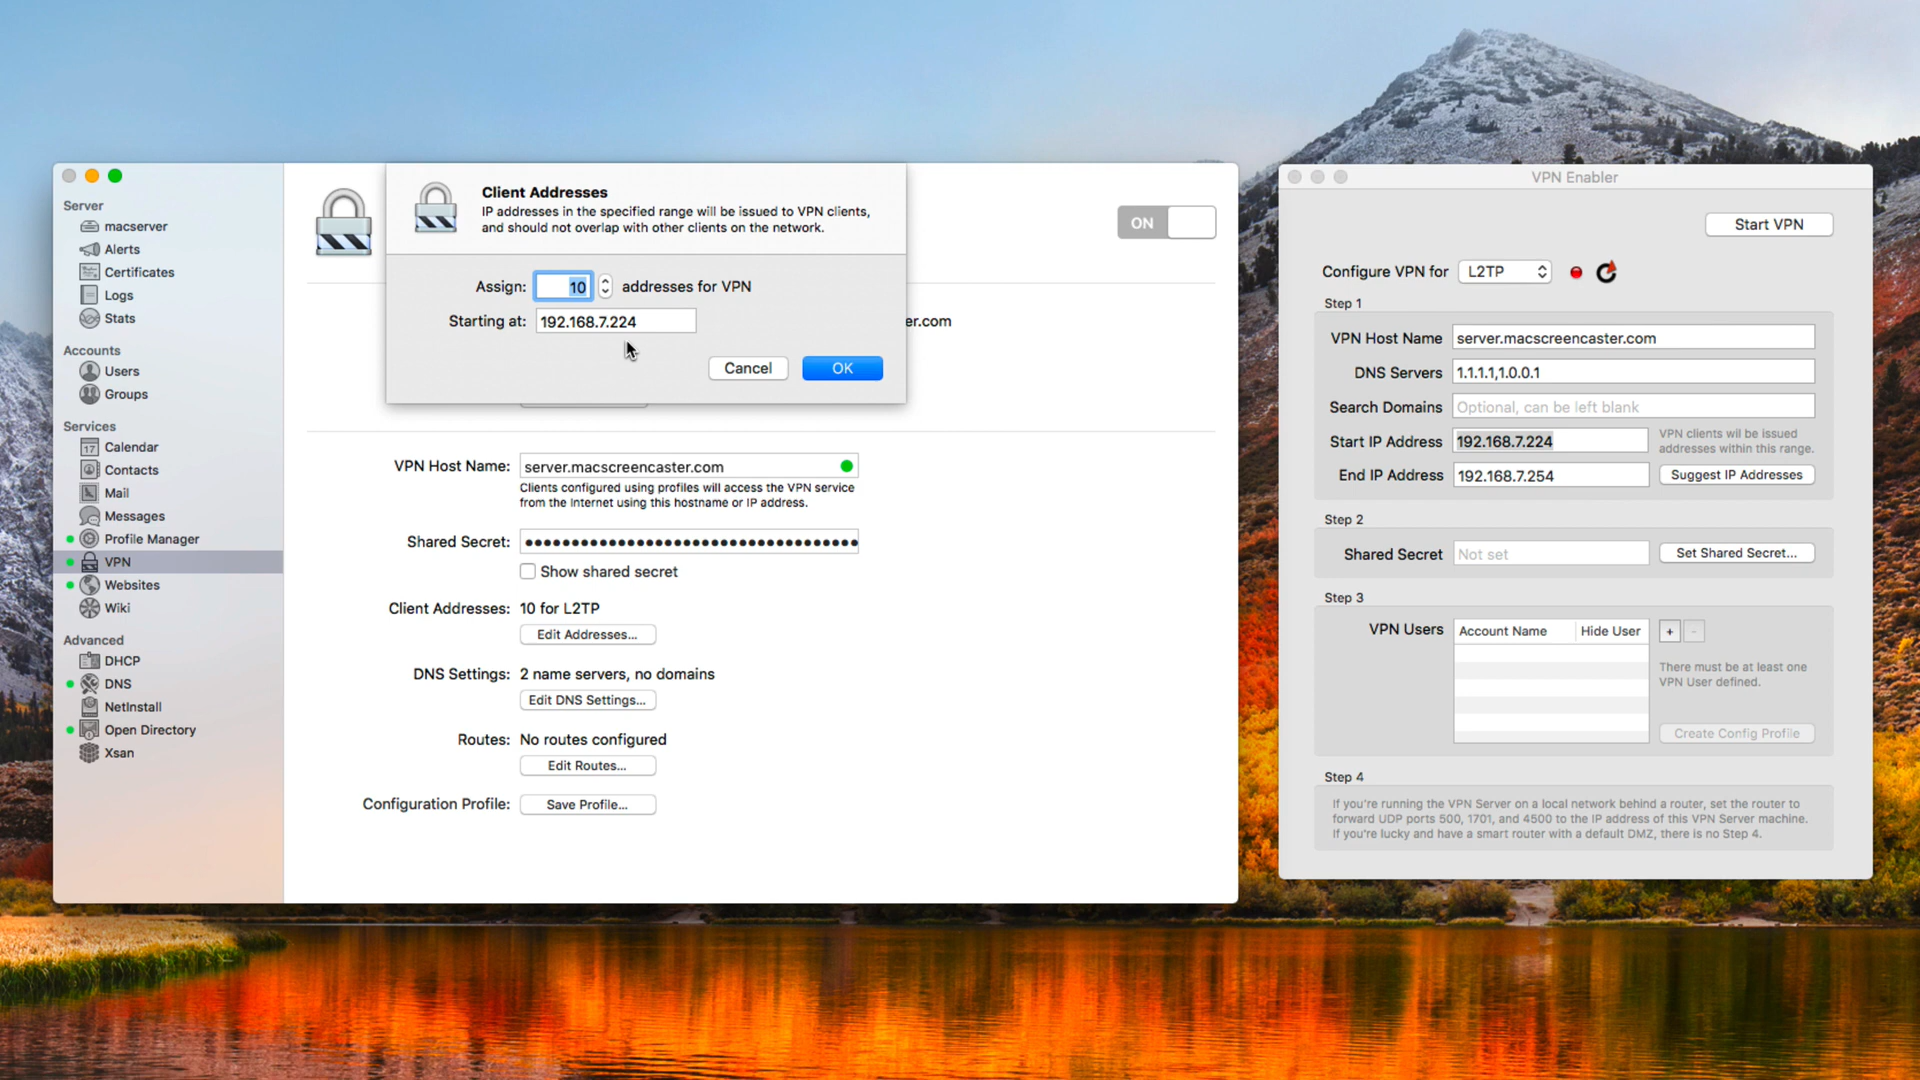 Server
macserver
Alerts
Certificates
Logs
Stats
Accounts
Users
Groups
Services
17 Calendar
Contacts
Mail
Messages
Profile Manager
VPN
Websites
Wiki
Advanced
DHCP
DNS
NetInstall
Open Directory
Xsan
Client Addresses
IP addresses in the specified range will be issued to VPN clients,
and should not overlap with other clients on the network.
Assign: 10 addresses for VPN
Starting at: 192.168.7.224
Cancel OK
ON
er.com
VPN Host Name: server.macscreencaster.com
Clients configured using profiles will access the VPN service
from the Internet using this hostname or IP address.
Shared Secret: ••••••••••••••••••••••••••••••••••••
Show shared secret
Client Addresses: 10 for L2TP
Edit Addresses...
DNS Settings: 2 name servers, no domains
Edit DNS Settings...
Routes: No routes configured
Edit Routes...
Configuration Profile: Save Profile...
VPN Enabler
Start VPN
Configure VPN for L2TP
Step 1
VPN Host Name server.macscreencaster.com
DNS Servers 1.1.1.1,1.0.0.1
Search Domains Optional, can be left blank
Start IP Address 192.168.7.224
VPN clients wil be issued
addresses within this range.
End IP Address 192.168.7.254 Suggest IP Addresses
Step 2
Shared Secret Not set Set Shared Secret...
Step 3
VPN Users Account Name Hide User + -
There must be at least one
VPN User defined.
Create Config Profile
Step 4
If you're running the VPN Server on a local network behind a router, set the router to
forward UDP ports 500, 1701, and 4500 to the IP address of this VPN Server machine.
If you're lucky and have a smart router with a default DMZ, there is no Step 4.